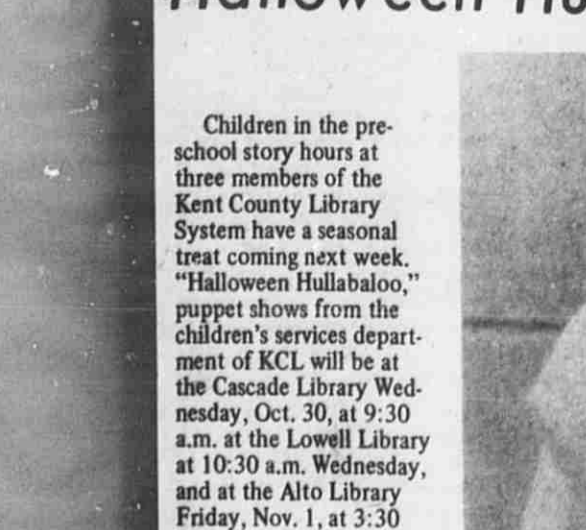 Halloween
Children in the pre-
school story hours at
three members of the
Kent County Library
System have a seasonal
treat coming next week.
“Halloween Hullabaloo,”
puppet shows from the
children’s services depart-
ment of KCL will be at
the Cascade Library Wed-
nesday, Oct. 30, at 9:30
a.m. at the Lowell Library
at 10:30 a.m. Wednesday,
and at the Alto Library
Friday, Nov. 1, at 3:30